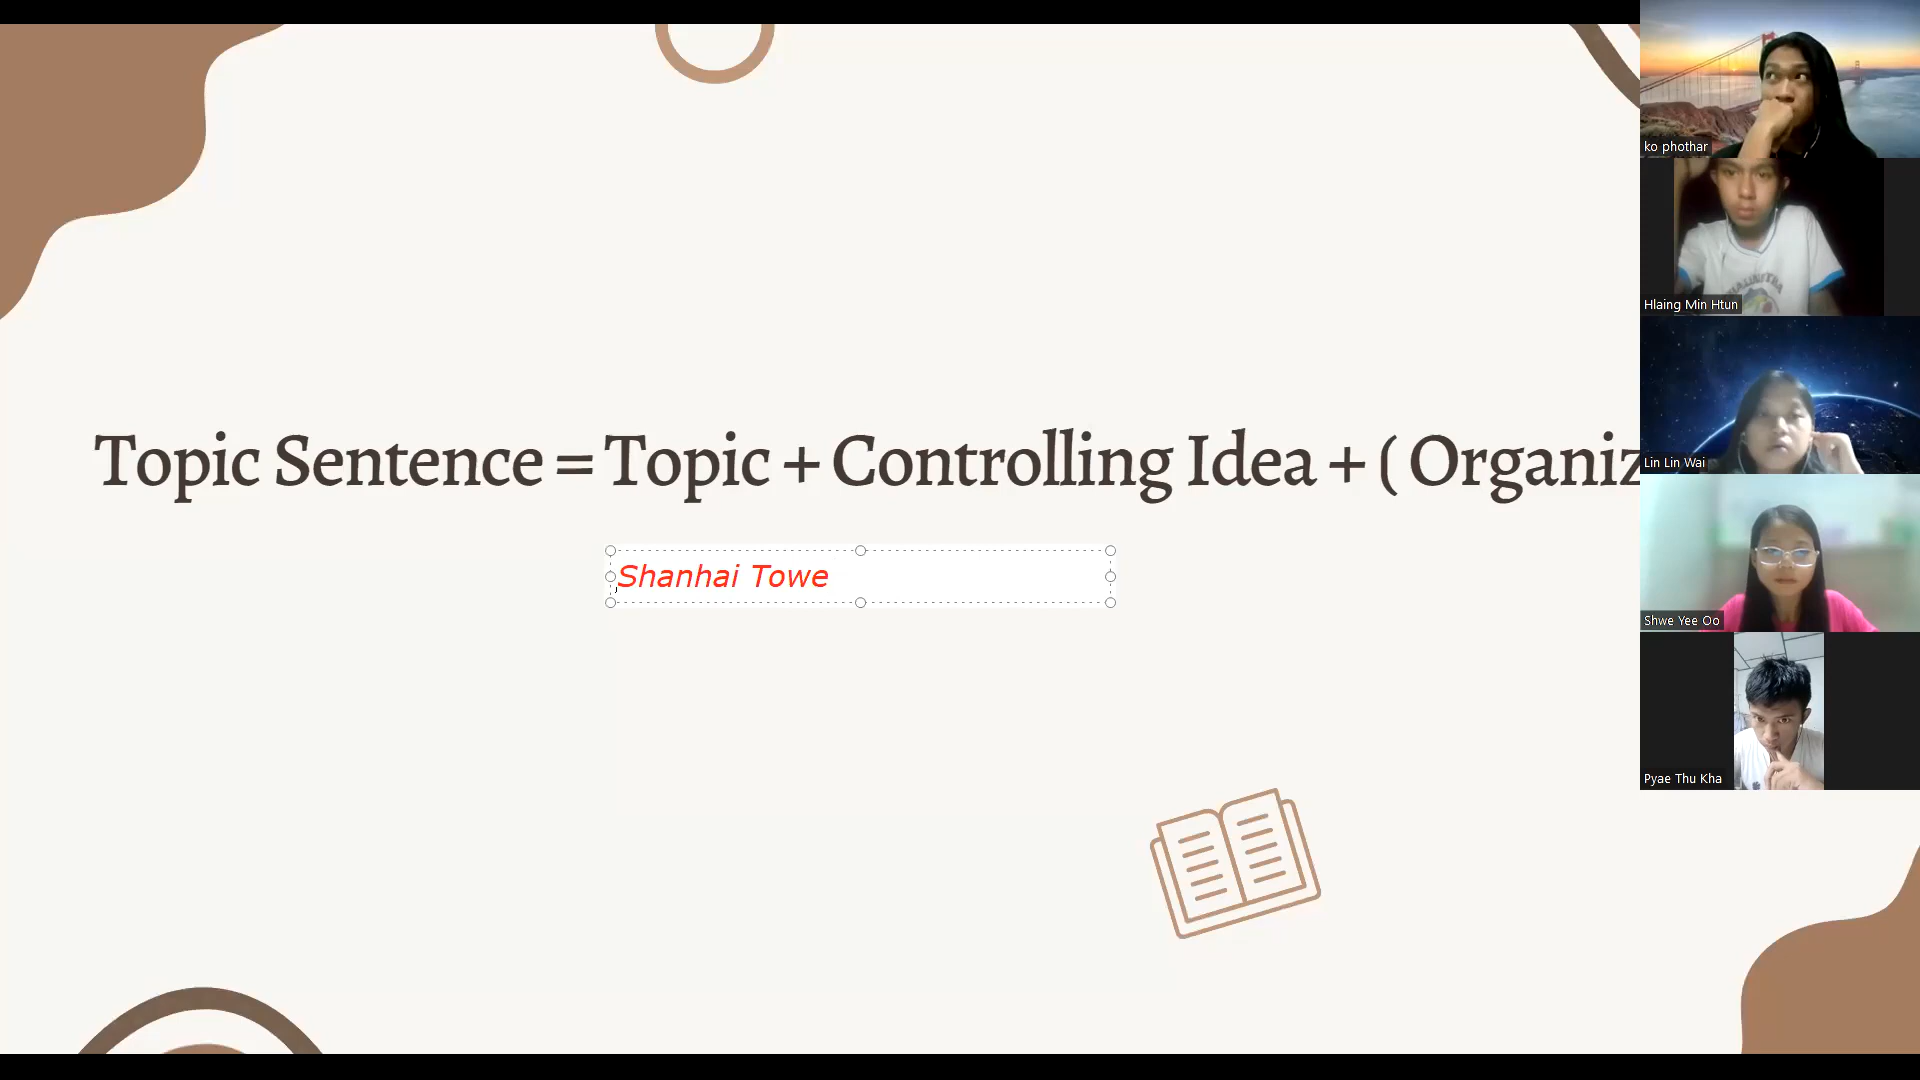 Topic Sentence = Topic + Controlling Idea + ( Organiz
Shanhai Towe
ko phothar
Hlaing Min Htun
Lin Lin Wai
Shwe Yee Oo
Pyae Thu Kha